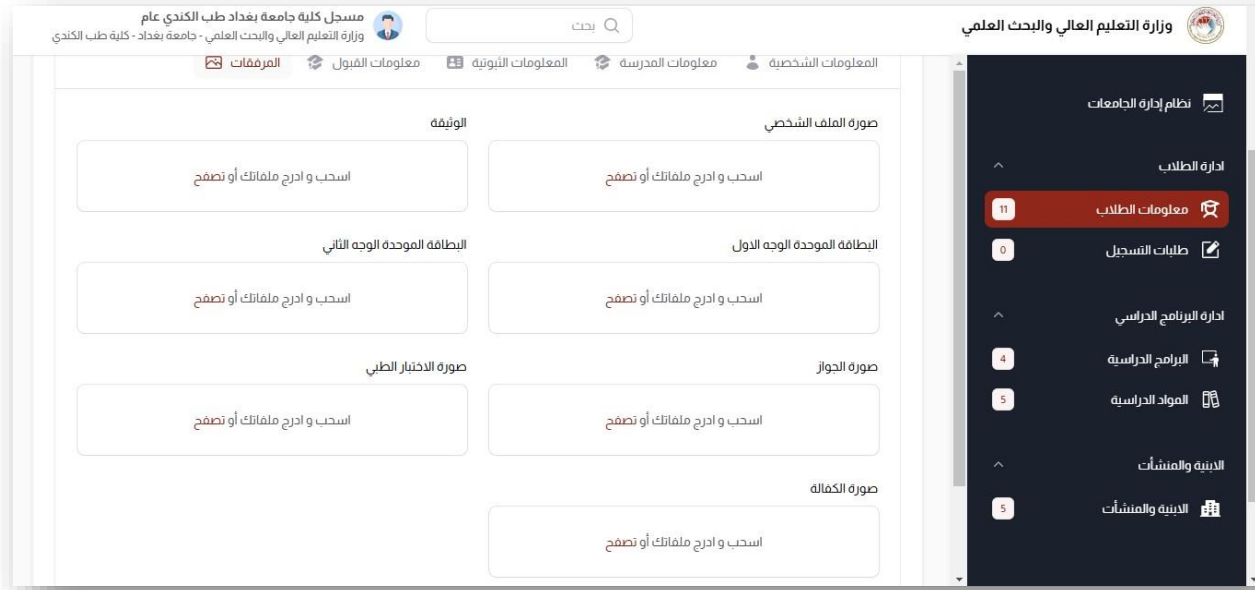 وزارة التعليم العالي والبحث العلمي
بحث
مسجل كلية جامعة بغداد طب الكندي عام
وزارة التعليم العالي والبحث العلمي - جامعة بغداد - كلية طب الكندي
نظام إدارة الجامعات
ادارة الطلاب
معلومات الطلاب 11
طلبات التسجيل 0
ادارة البرنامج الدراسي
البرامج الدراسية 4
المواد الدراسية 5
الابنية والمنشأت
الابنية والمنشأت 5
المعلومات الشخصية
معلومات المدرسة
المعلومات الثبوتية
معلومات القبول
المرفقات
صورة الملف الشخصي
اسحب و ادرج ملفاتك أو تصفح
الوثيقة
اسحب و ادرج ملفاتك أو تصفح
البطاقة الموحدة الوجه الاول
اسحب و ادرج ملفاتك أو تصفح
البطاقة الموحدة الوجه الثاني
اسحب و ادرج ملفاتك أو تصفح
صورة الجواز
اسحب و ادرج ملفاتك أو تصفح
صورة الاختبار الطبي
اسحب و ادرج ملفاتك أو تصفح
صورة الكفالة
اسحب و ادرج ملفاتك أو تصفح